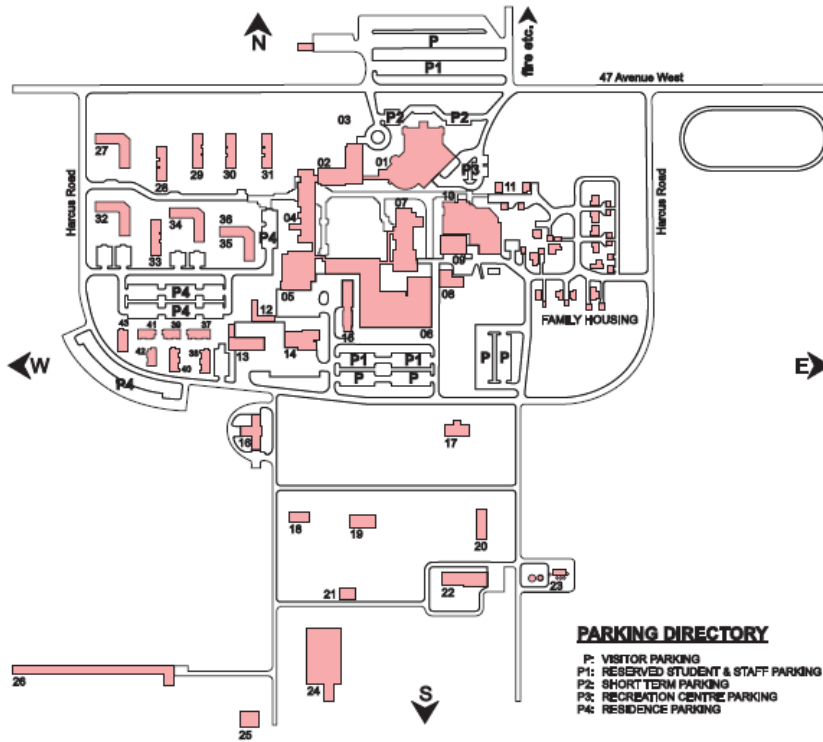 fire etc.
N
P
P1
47 Avenue West
03
P2
P2
27
28
29
30
31
02
01
P3
11
Harcus Road
Harcus Road
32
33
34
36
35
P4
04
07
10
09
08
05
P4
P4
12
15
06
FAMILY HOUSING
43
41
39
37
42
40
38
13
14
P1
P1
P
P
P
P
W
E
P4
16
17
18
19
20
21
22
23
24
26
25
S
PARKING DIRECTORY
P: VISITOR PARKING
P1: RESERVED STUDENT & STAFF PARKING
P2: SHORT TERM PARKING
P3: RECREATION CENTRE PARKING
P4: RESIDENCE PARKING